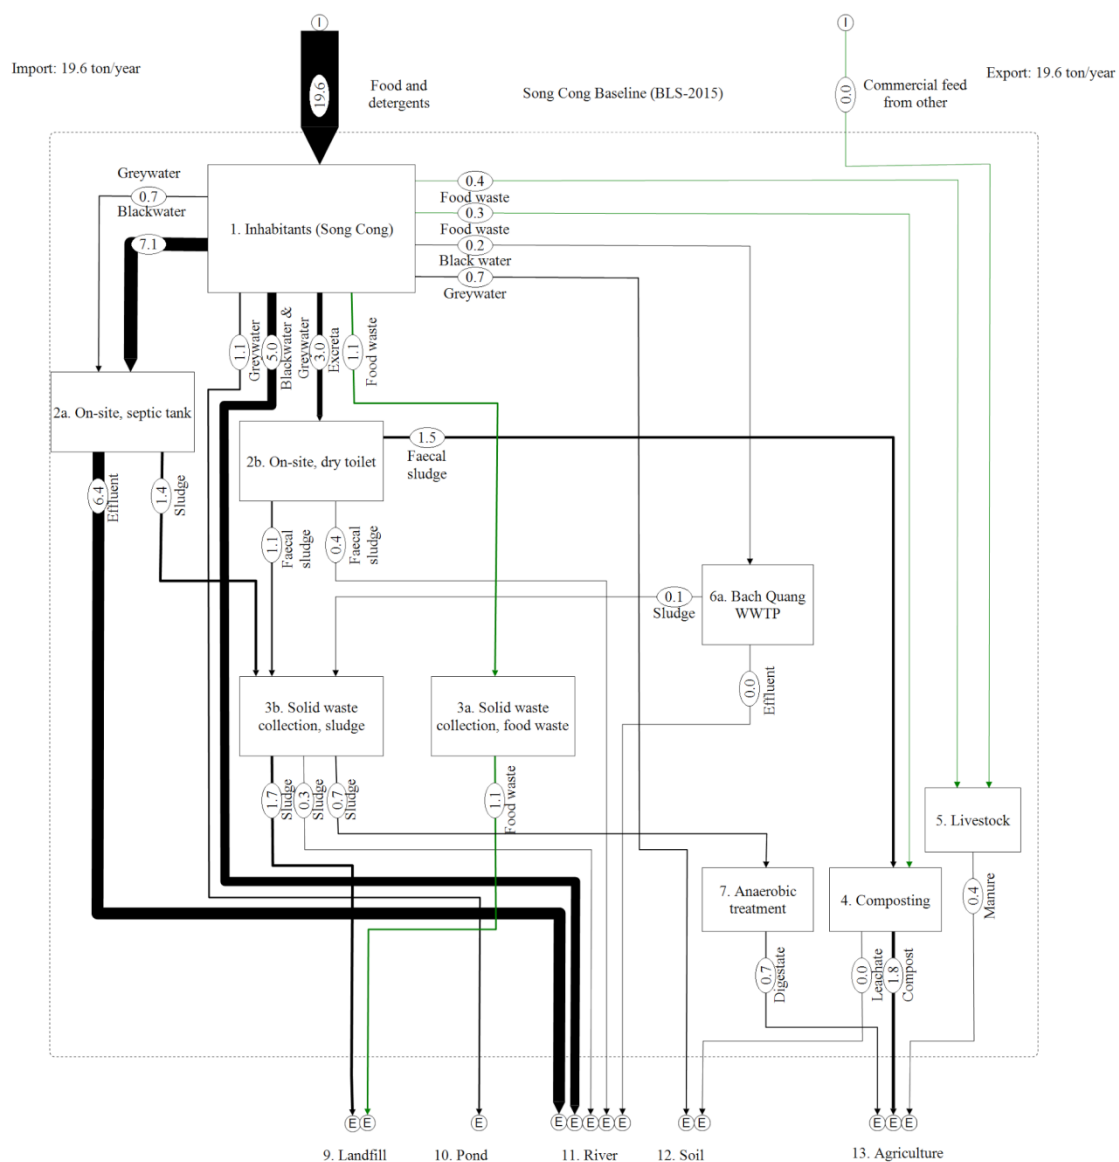 I
I
Import: 19.6 ton/year
19.6
Food and
detergents
Song Cong Baseline (BLS-2015)
0.0
Commercial feed
from other
Export: 19.6 ton/year
Greywater
0.7
Blackwater
7.1
1. Inhabitants (Song Cong)
0.4
Food waste
0.3
Food waste
0.2
Black water
0.7
Greywater
1.1
Greywater
5.0
Blackwater &
Greywater
3.0
Excreta
1.1
Food waste
2a. On-site, septic tank
2b. On-site, dry toilet
1.5
Faecal
sludge
6.4
Effluent
1.4
Sludge
1.1
Faecal
sludge
0.4
Faecal
sludge
6a. Bach Quang
WWTP
0.1
Sludge
0.0
Effluent
3b. Solid waste
collection, sludge
3a. Solid waste
collection, food waste
1.7
Sludge
0.3
Sludge
0.7
Sludge
1.1
Food waste
5. Livestock
7. Anaerobic
treatment
4. Composting
0.4
Manure
0.7
Digestate
0.0
Leachate
1.8
Compost
E
E
E
E
E
E
E
E
E
E
E
E
E
9. Landfill
10. Pond
11. River
12. Soil
13. Agriculture